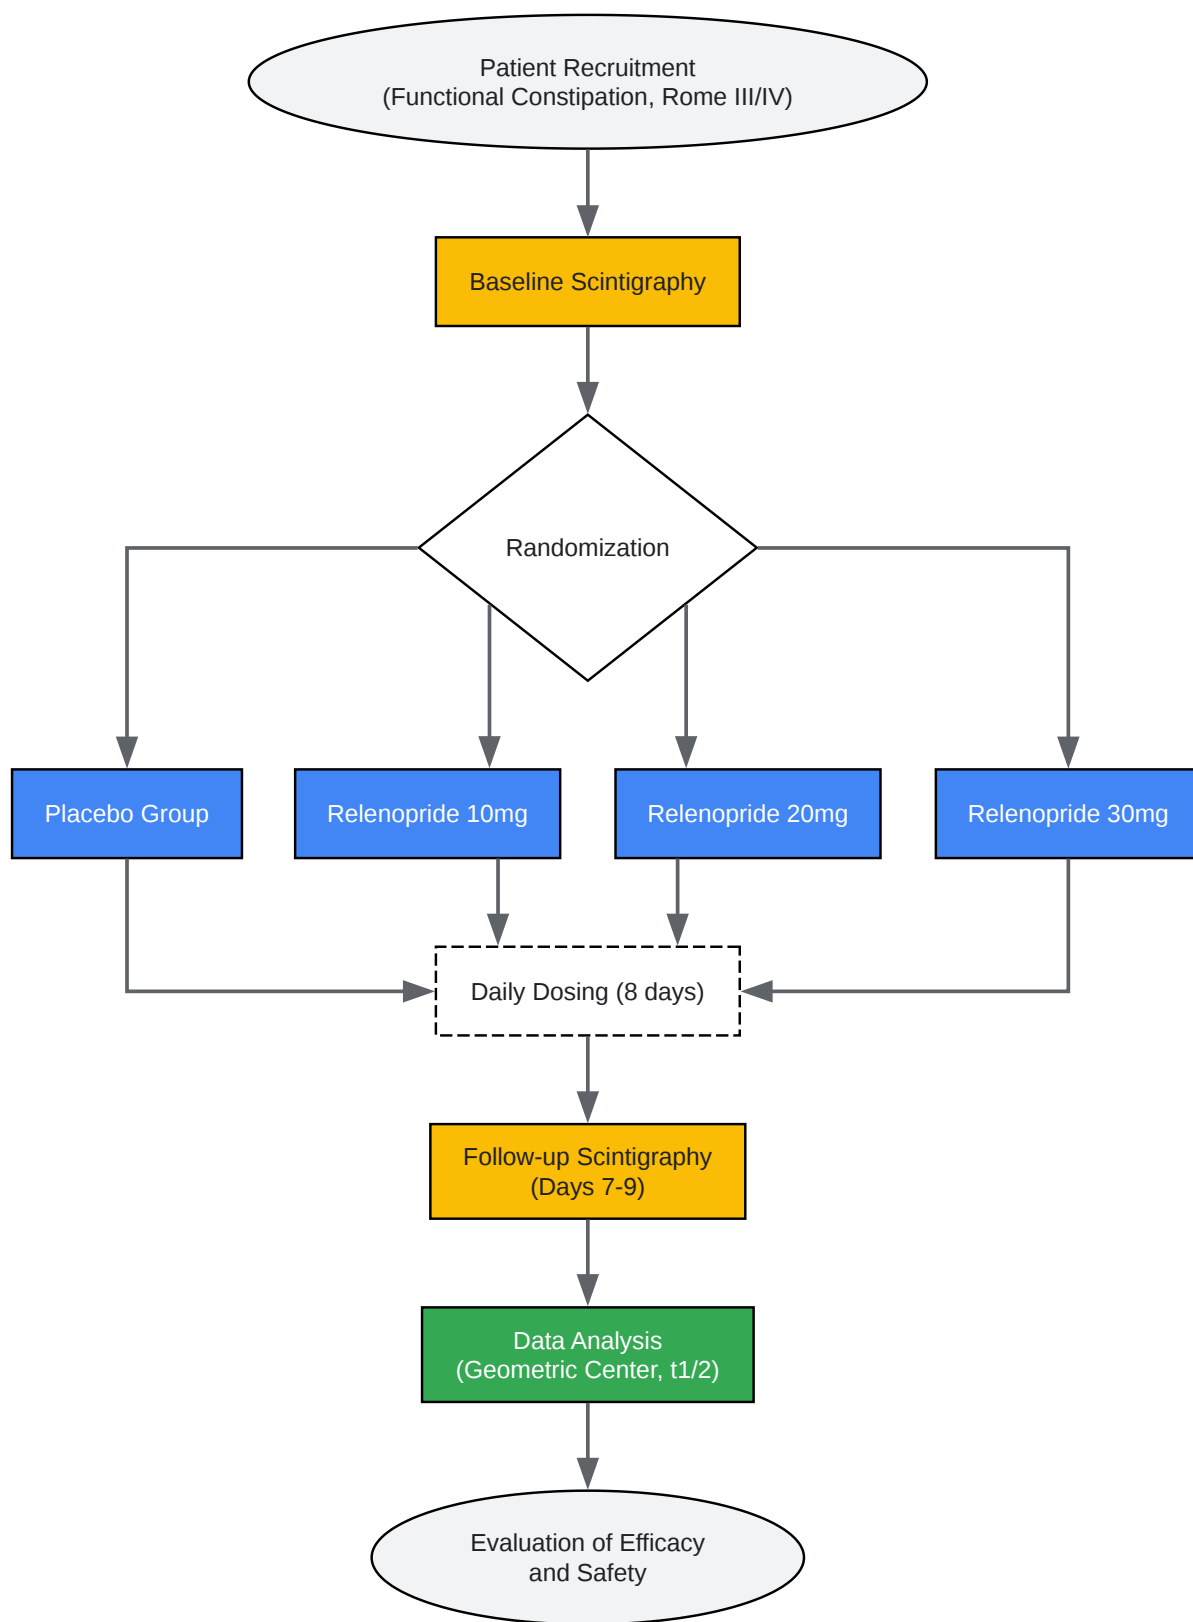 Patient Recruitment
(Functional Constipation, Rome III/IV)
Baseline Scintigraphy
Randomization
Placebo Group
Relenopride 10mg
Relenopride 20mg
Relenopride 30mg
Daily Dosing (8 days)
Follow-up Scintigraphy
(Days 7-9)
Data Analysis
(Geometric Center, t1/2)
Evaluation of Efficacy
and Safety